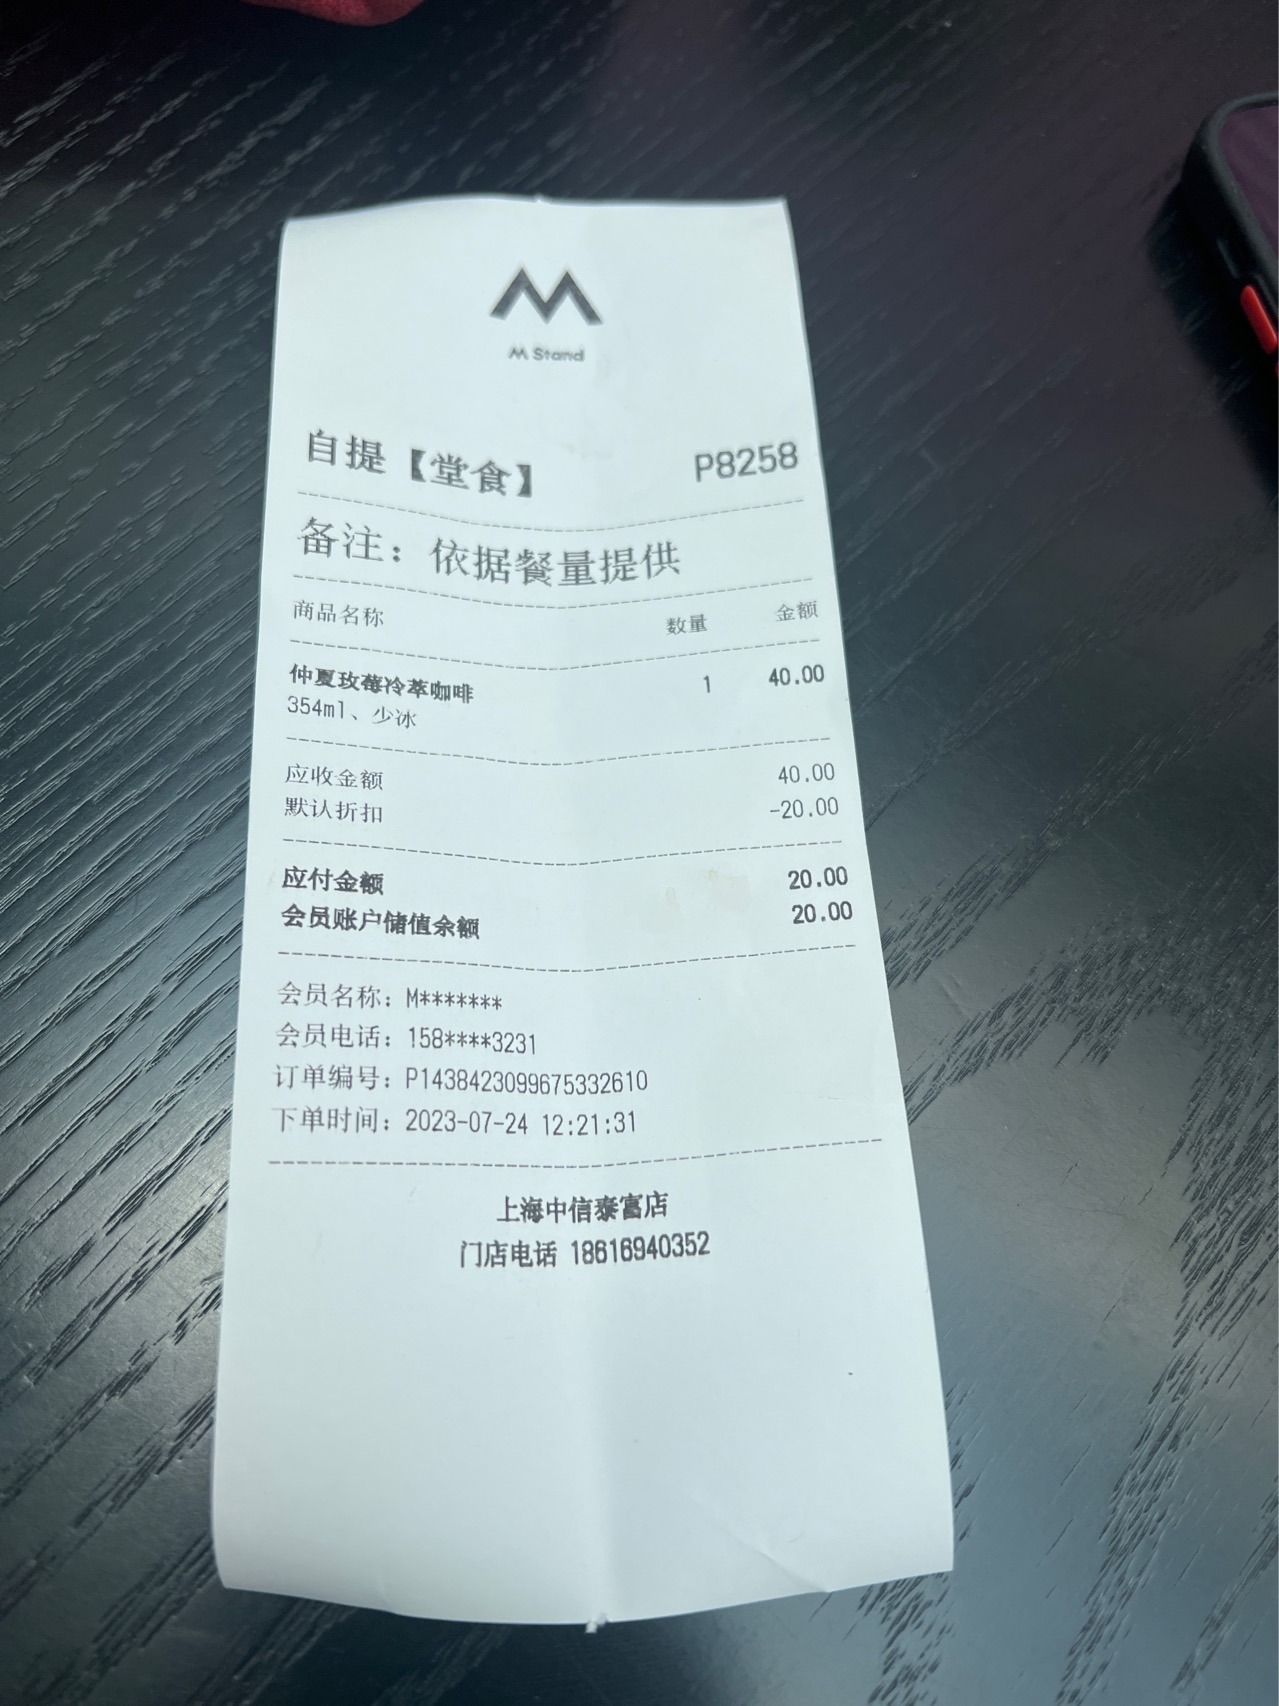 M Stand
自提【堂食】 P8258
备注：依据餐量提供
商品名称 数量 金额
仲夏玫莓冷萃咖啡 1 40.00
354ml、少冰
应收金额 40.00
默认折扣 -20.00
应付金额 20.00
会员账户储值余额 20.00
会员名称：M*******
会员电话：158****3231
订单编号：P1438423099675332610
下单时间：2023-07-24 12:21:31
上海中信泰富店
门店电话 18616940352